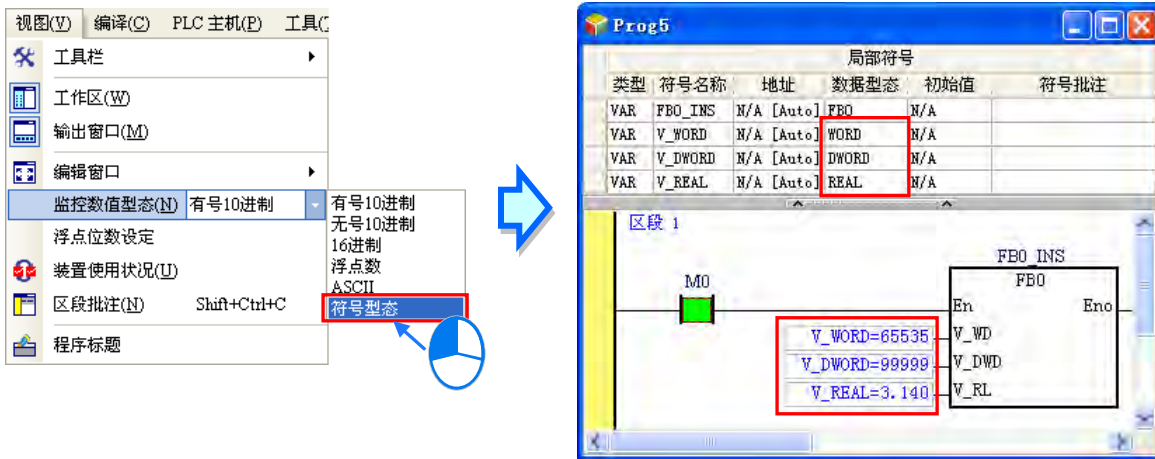 视图(V) 编译(C) PLC 主机(P) 工具(
工具栏
工作区(W)
输出窗口(M)
编辑窗口
监控数值型态(N) 有号10进制
浮点位数设定
装置使用状况(U)
区段批注(N) Shift+Ctrl+C
程序标题
有号10进制
无号10进制
16进制
浮点数
ASCII
符号型态
Prog5
局部符号
类型 符号名称 地址 数据型态 初始值 符号批注
VAR FB0_INS N/A [Auto] FB0 N/A
VAR V_WORD N/A [Auto] WORD N/A
VAR V_DWORD N/A [Auto] DWORD N/A
VAR V_REAL N/A [Auto] REAL N/A
区段 1
FB0_INS
M0 FB0
En Eno
V_WORD=65535 V_WD
V_DWORD=99999 V_DWD
V_REAL=3.140 V_RL